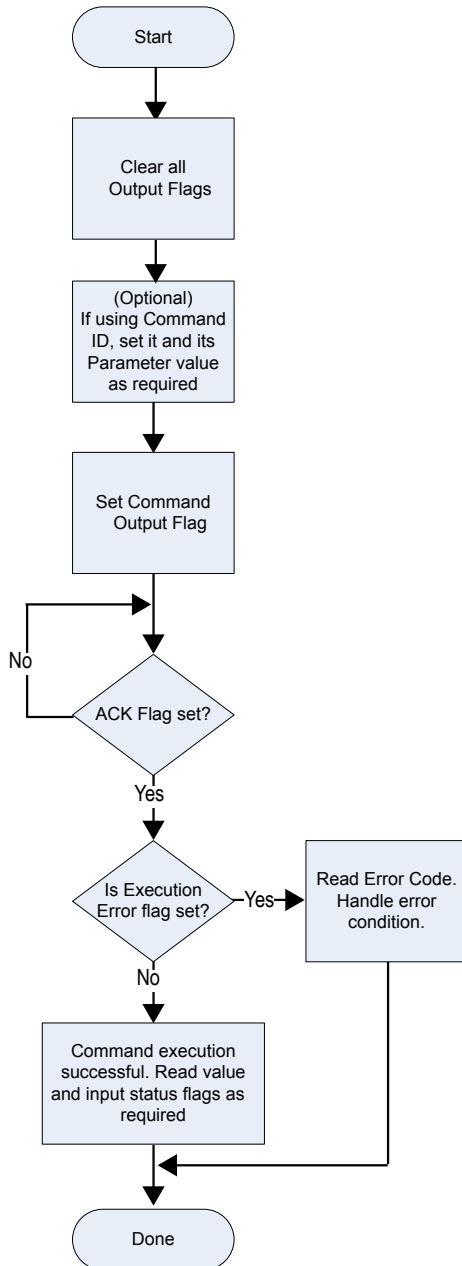 Start
Clear all
Output Flags
(Optional)
If using Command
ID, set it and its
Parameter value
as required
Set Command
Output Flag
No
ACK Flag set?
Yes
Is Execution
Error flag set?
Yes
Read Error Code.
Handle error
condition.
No
Command execution
successful. Read value
and input status flags as
required
Done